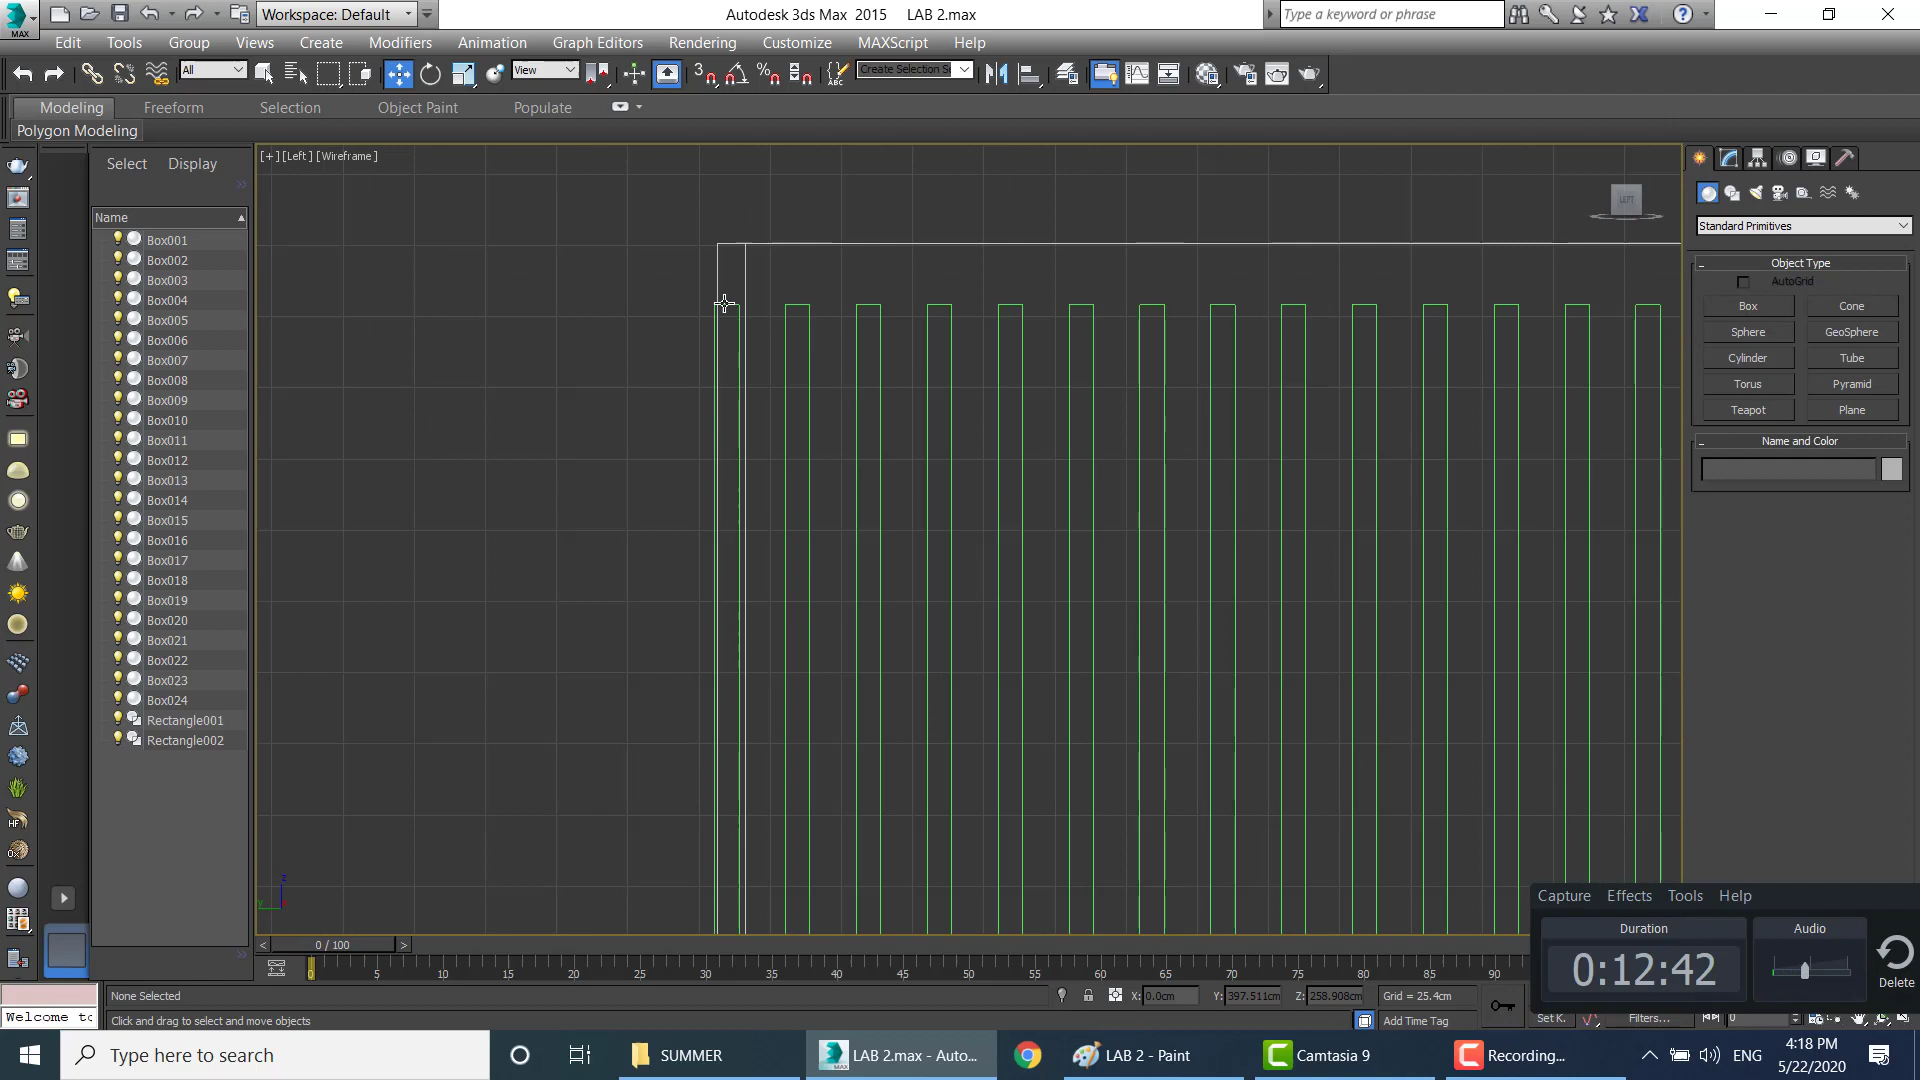 Workspace: Default
Autodesk 3ds Max 2015 LAB 2.max
Type a keyword or phrase
MAX
Edit Tools Group Views Create Modifiers Animation Graph Editors Rendering Customize MAXScript Help
All
View
3
ABC
Create Selection Se
Modeling Freeform Selection Object Paint Populate
Polygon Modeling
Select Display
[+] [Left] [Wireframe]
LEFT
Name
Box001
Box002
Box003
Box004
Box005
Box006
Box007
Box008
Box009
Box010
Box011
Box012
Box013
Box014
Box015
Box016
Box017
Box018
Box019
Box020
Box021
Box022
Box023
Box024
Rectangle001
Rectangle002
HF
z
y
Standard Primitives
Object Type
AutoGrid
Box Cone
Sphere GeoSphere
Cylinder Tube
Torus Pyramid
Teapot Plane
Name and Color
Capture Effects Tools Help
Duration Audio
0:12:42
Delete
< 0 / 100 >
0 5 10 15 20 25 30 35 40 45 50 55 60 65 70 75 80 85 90
None Selected
X: 0.0cm Y: 397.511cm Z: 258.908cm Grid = 25.4cm
Welcome to
Click and drag to select and move objects
Add Time Tag
Set K. Filters... 0
Type here to search
SUMMER
LAB 2.max - Auto...
LAB 2 - Paint
Camtasia 9
Recording...
ENG
4:18 PM
5/22/2020